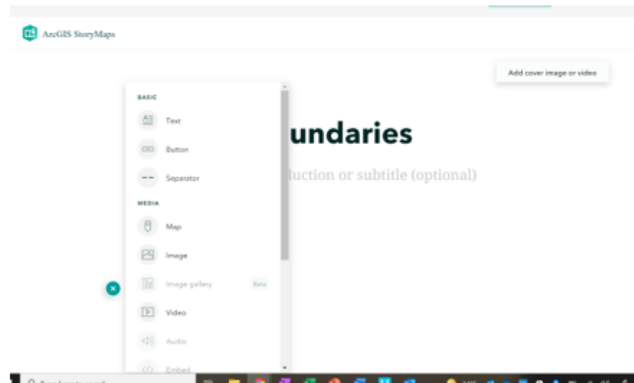 ArcGIS StoryMaps
Add cover image or video
BASIC
Text
undaries
Button
Separator
luction or subtitle (optional)
MEDIA
Map
Image
Image gallery Beta
Video
Audio
Embed